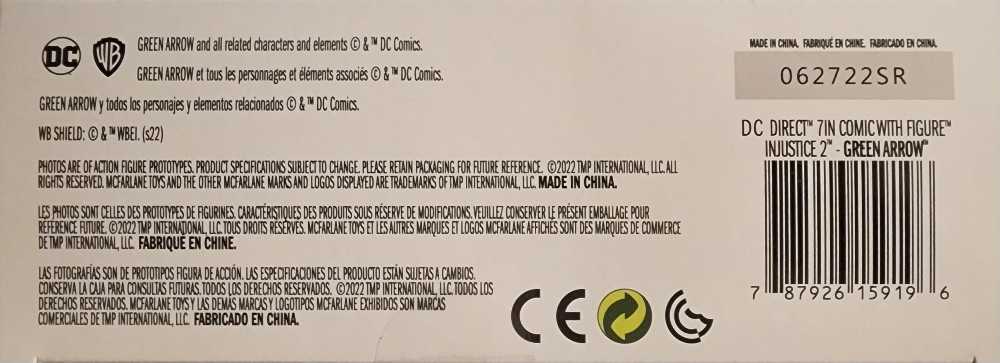 DC WB GREEN ARROW and all related characters and elements © & ™ DC Comics.
GREEN ARROW et tous les personnages et éléments associés © & ™ DC Comics.
GREEN ARROW y todos los personajes y elementos relacionados © & ™ DC Comics.
WB SHIELD: © & ™ WBEI. (s22)
PHOTOS ARE OF ACTION FIGURE PROTOTYPES. PRODUCT SPECIFICATIONS SUBJECT TO CHANGE. PLEASE RETAIN PACKAGING FOR FUTURE REFERENCE. ©2022 TMP INTERNATIONAL, LLC. ALL
RIGHTS RESERVED. MCFARLANE TOYS AND THE OTHER MCFARLANE MARKS AND LOGOS DISPLAYED ARE TRADEMARKS OF TMP INTERNATIONAL, LLC. MADE IN CHINA.
LES PHOTOS SONT CELLES DES PROTOTYPES DE FIGURINES. CARACTÉRISTIQUES DES PRODUITS SOUS RÉSERVE DE MODIFICATIONS. VEUILLEZ CONSERVER LE PRÉSENT EMBALLAGE POUR
RÉFÉRENCE FUTURE. ©2022 TMP INTERNATIONAL, LLC. TOUS DROITS RÉSERVÉS. MCFARLANE TOYS ET LES AUTRES MARQUES ET LOGOS MCFARLANE AFFICHÉS SONT DES MARQUES DE COMMERCE
DE TMP INTERNATIONAL, LLC. FABRIQUÉ EN CHINE.
LAS FOTOGRAFÍAS SON DE PROTOTIPOS FIGURA DE ACCIÓN. LAS ESPECIFICACIONES DEL PRODUCTO ESTÁN SUJETAS A CAMBIOS.
CONSERVA LA CAJA PARA CONSULTAS FUTURAS. TODOS LOS DERECHOS RESERVADOS. ©2022 TMP INTERNATIONAL, LLC. TODOS LOS
DERECHOS RESERVADOS. MCFARLANE TOYS Y LAS DEMÁS MARCAS Y LOGOTIPOS MCFARLANE EXHIBIDOS SON MARCAS
COMERCIALES DE TMP INTERNATIONAL, LLC. FABRICADO EN CHINA.
CE
MADE IN CHINA. FABRIQUÉ EN CHINE. FABRICADO EN CHINA.
062722SR
DC DIRECT™ 7IN COMIC WITH FIGURE™
INJUSTICE 2™ - GREEN ARROW™
7 87926 15919 6